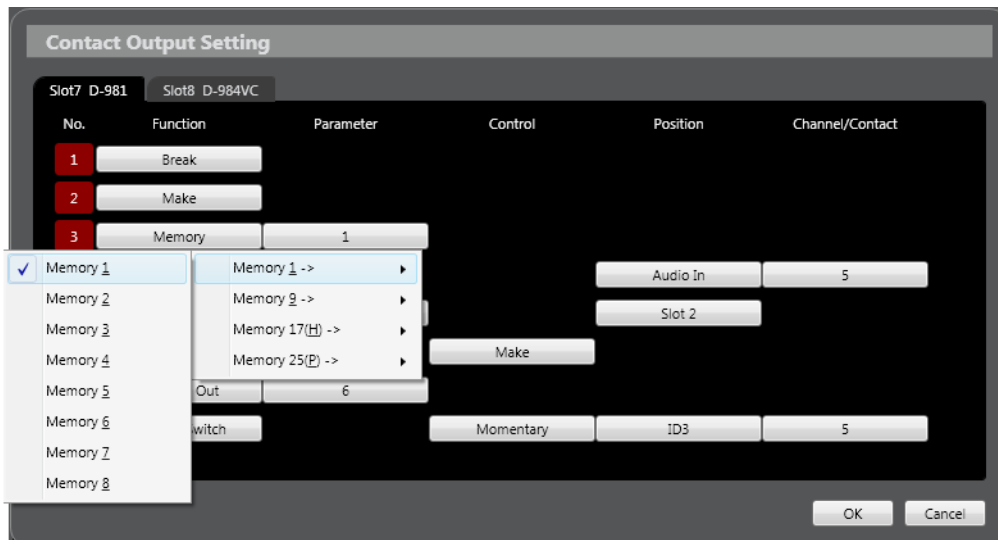 Contact Output Setting
Slot7 D-981 Slot8 D-984VC
No. Function Parameter Control Position Channel/Contact
1 Break
2 Make
3 Memory 1
✓ Memory 1 Memory 1 -> Audio In 5
Memory 2 Memory 9 ->
Slot 2
Memory 3 Memory 17(H) ->
Make
Memory 4 Memory 25(P) ->
Memory 5 Out 6
Memory 6 witch Momentary ID3 5
Memory 7
Memory 8
OK Cancel